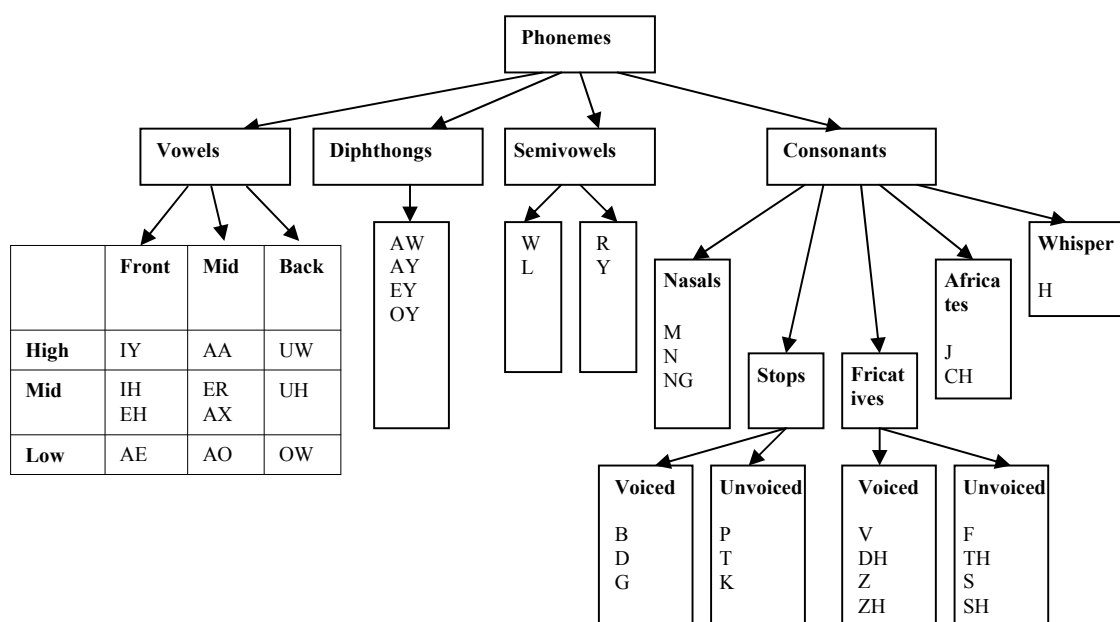 Phonemes
Vowels
Diphthongs
Semivowels
Consonants
Front Mid Back
High IY AA UW
Mid IH ER UH
EH AX
Low AE AO OW
AW
AY
EY
OY
W
L
R
Y
Nasals
M
N
NG
Stops
Fricat
ives
Africa
tes
J
CH
Whisper
H
Voiced
B
D
G
Unvoiced
P
T
K
Voiced
V
DH
Z
ZH
Unvoiced
F
TH
S
SH